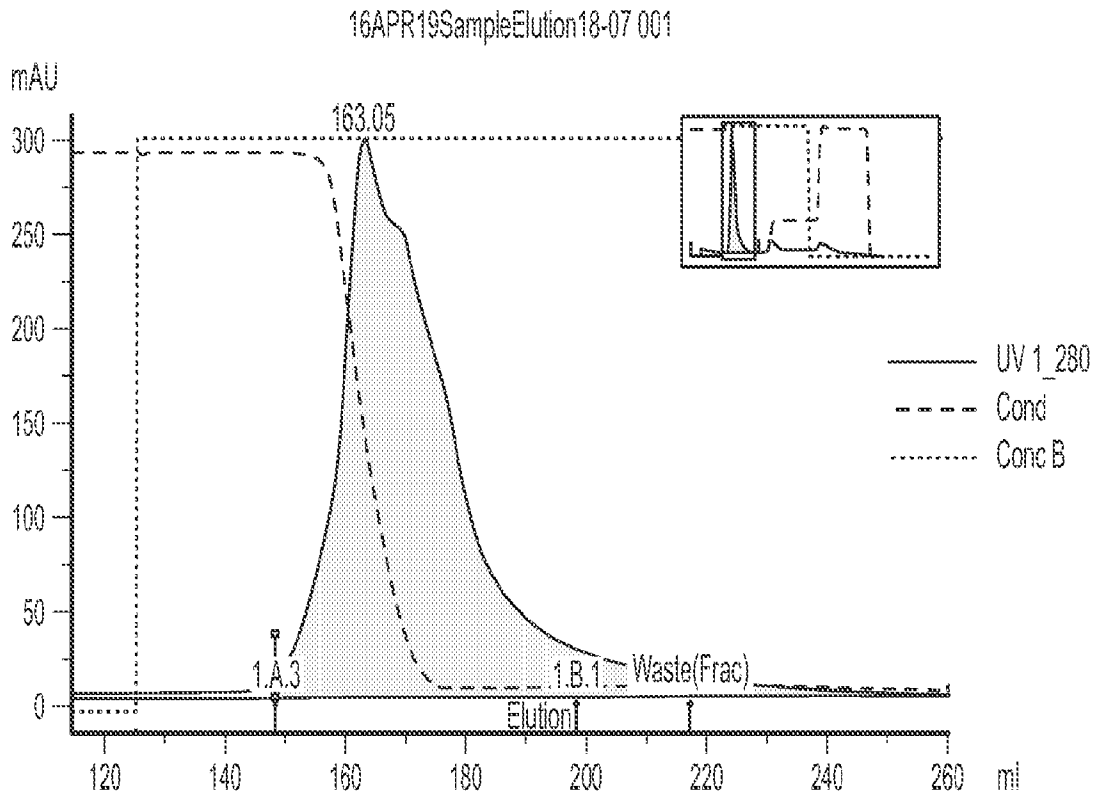 16APR19SampleElution18-07 001
mAU
163.05
300
250
200
150
100
50
0
UV 1_280
Cond
Conc B
1.A.3
1.B.1.
Waste(Frac)
Elution
120 140 160 180 200 220 240 260 ml